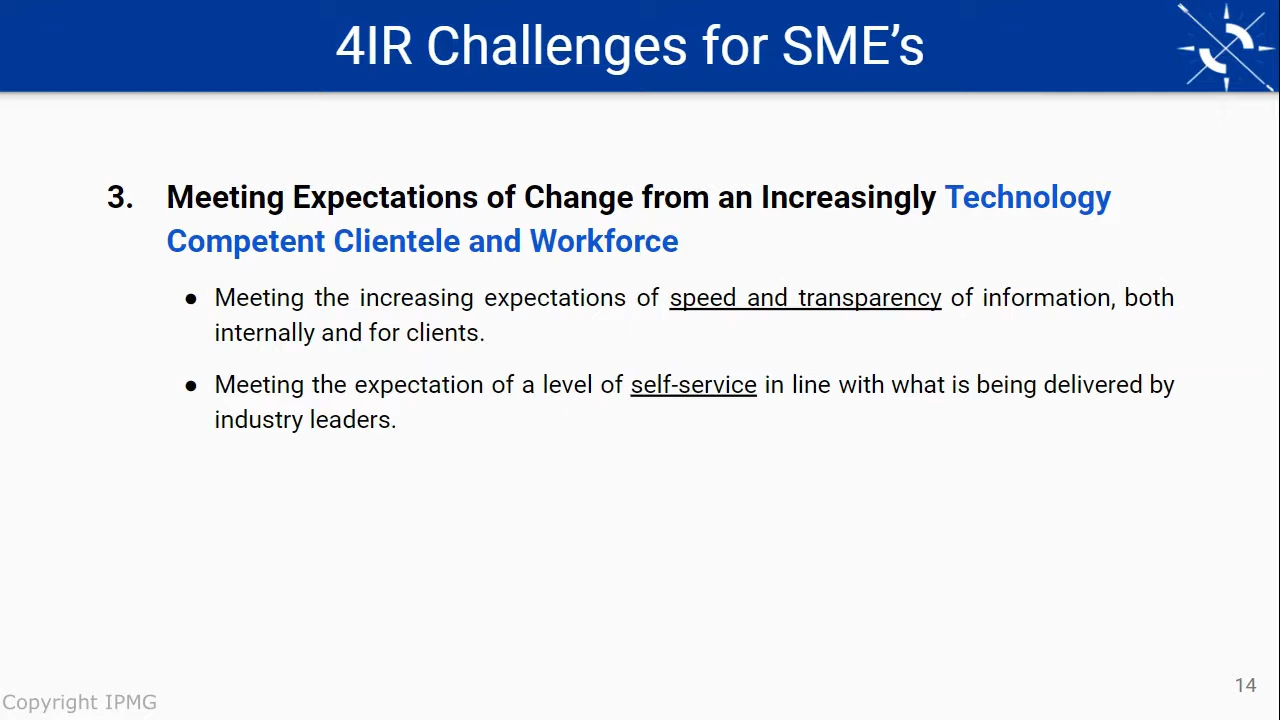 4IR Challenges for SME's
3. Meeting Expectations of Change from an Increasingly Technology
Competent Clientele and Workforce
● Meeting the increasing expectations of speed and transparency of information, both
internally and for clients.
● Meeting the expectation of a level of self-service in line with what is being delivered by
industry leaders.
14
Copyright IPMG